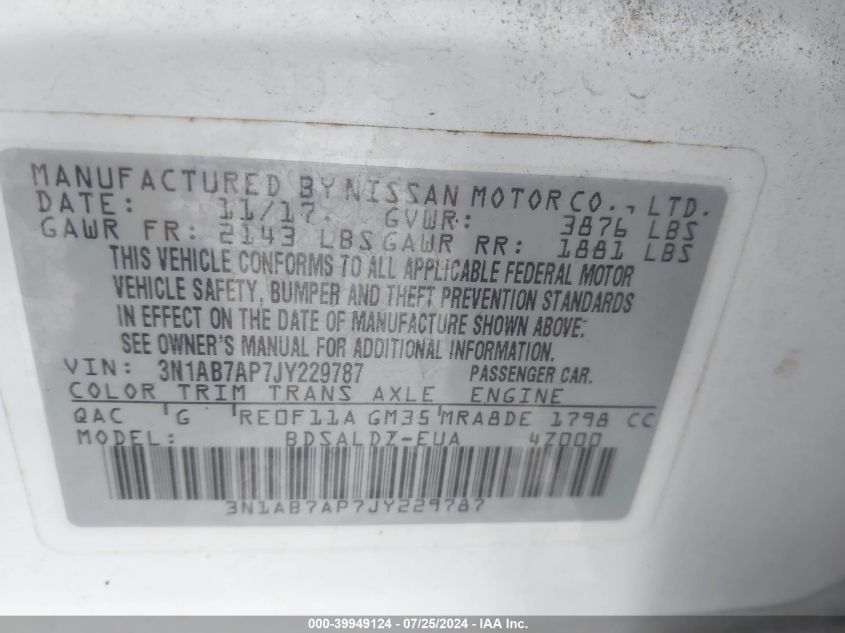 MANUFACTURED BY NISSAN MOTOR CO., LTD.
DATE: 11/17 GVWR: 3876 LBS
GAWR FR: 2143 LBS GAWR RR: 1881 LBS
THIS VEHICLE CONFORMS TO ALL APPLICABLE FEDERAL MOTOR
VEHICLE SAFETY, BUMPER AND THEFT PREVENTION STANDARDS
IN EFFECT ON THE DATE OF MANUFACTURE SHOWN ABOVE:
SEE OWNER'S MANUAL FOR ADDITIONAL INFORMATION.
VIN: 3N1AB7AP7JY229787 PASSENGER CAR.
COLOR TRIM TRANS AXLE ENGINE
QAC G RE0F11A GM35 MRA8DE 1798 CC
MODEL: BDSALDZ-EUA 4Z000
3N1AB7AP7JY229787
000-39949124 - 07/25/2024 - IAA Inc.